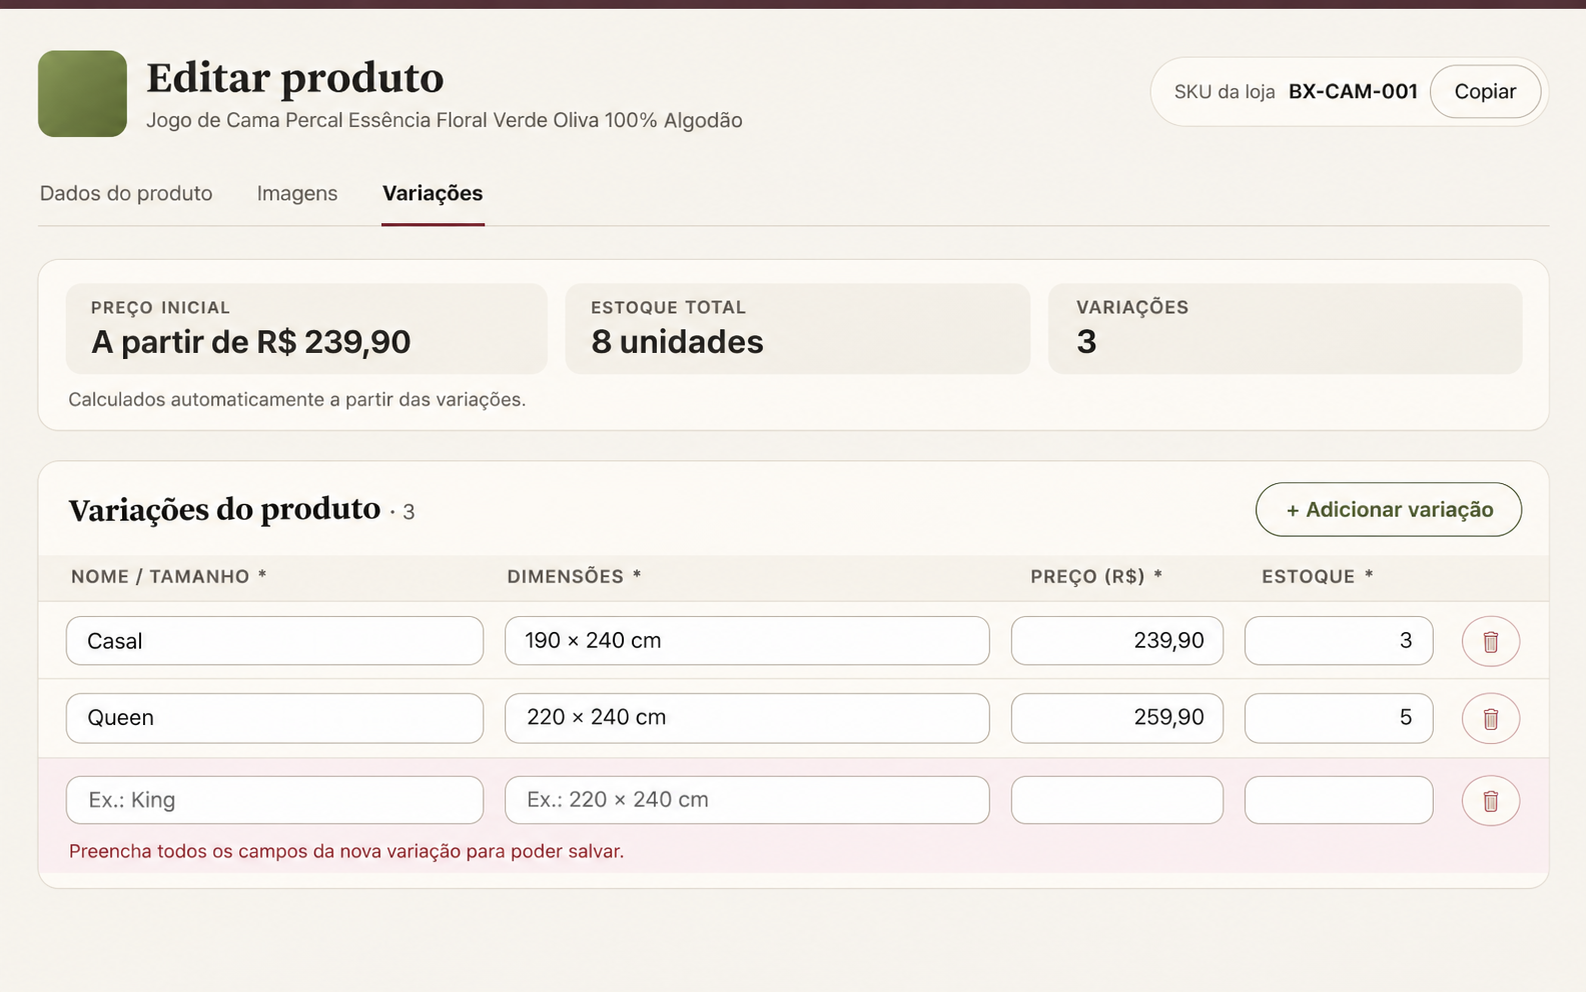 Editar produto
Jogo de Cama Percal Essência Floral Verde Oliva 100% Algodão
SKU da loja BX-CAM-001 Copiar
Dados do produto Imagens Variações
PREÇO INICIAL
A partir de R$ 239,90
ESTOQUE TOTAL
8 unidades
VARIAÇÕES
3
Calculados automaticamente a partir das variações.
Variações do produto · 3
+ Adicionar variação
NOME / TAMANHO * DIMENSÕES * PREÇO (R$) * ESTOQUE *
Casal 190 × 240 cm 239,90 3
Queen 220 × 240 cm 259,90 5
Ex.: King Ex.: 220 × 240 cm
Preencha todos os campos da nova variação para poder salvar.